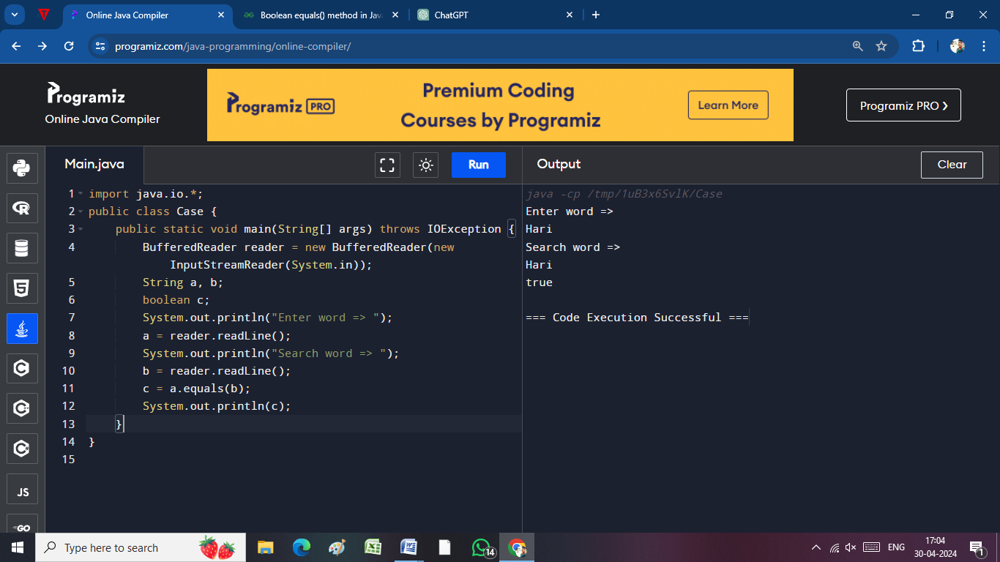 Online Java Compiler
Boolean equals() method in Java
ChatGPT
programiz.com/java-programming/online-compiler/
Programiz
Online Java Compiler
Programiz PRO
Premium Coding
Courses by Programiz
Learn More
Programiz PRO ❯
Main.java
Run
Output
Clear
1 import java.io.*;
2 public class Case {
3 public static void main(String[] args) throws IOException {
4 BufferedReader reader = new BufferedReader(new
InputStreamReader(System.in));
5 String a, b;
6 boolean c;
7 System.out.println("Enter word => ");
8 a = reader.readLine();
9 System.out.println("Search word => ");
10 b = reader.readLine();
11 c = a.equals(b);
12 System.out.println(c);
13 }
14 }
15
java -cp /tmp/1uB3x6SvlK/Case
Enter word =>
Hari
Search word =>
Hari
true
=== Code Execution Successful ===
JS
GO
Type here to search
14
ENG
17:04
30-04-2024
1